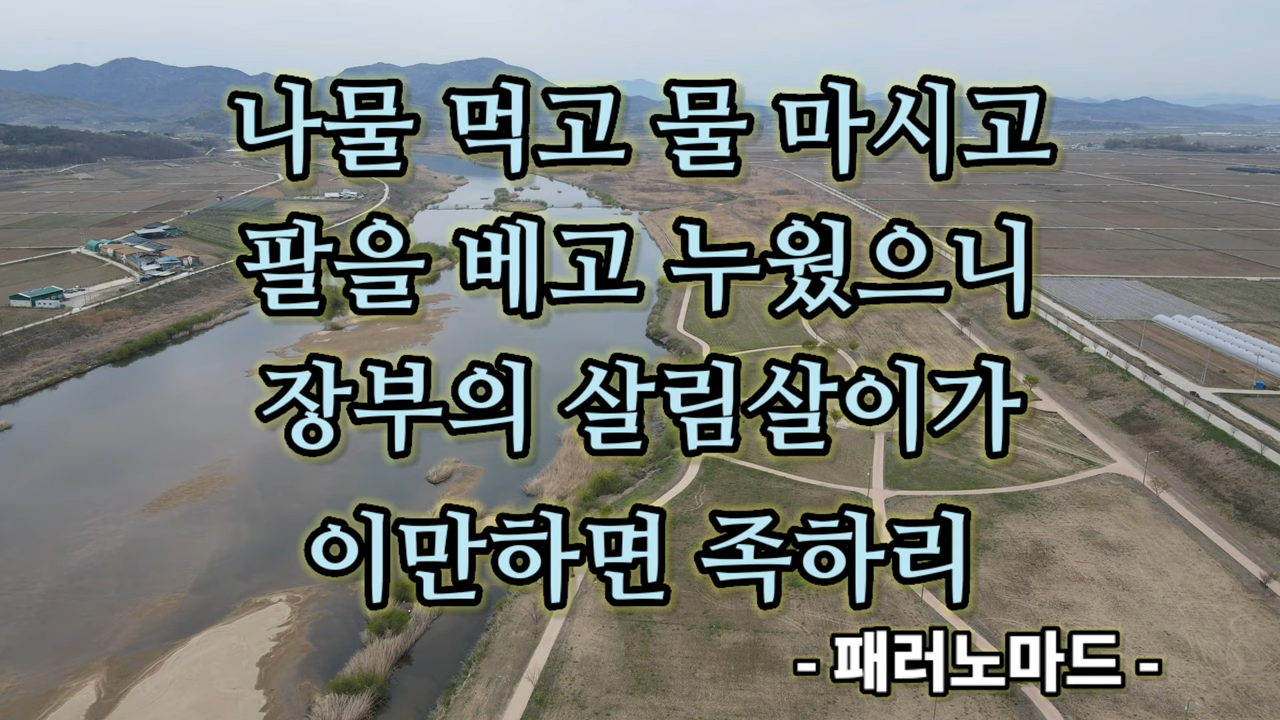 나물 먹고 물 마시고
팔을 베고 누웠으니
장부의 살림살이가
이만하면 족하리
- 패러노마드 -